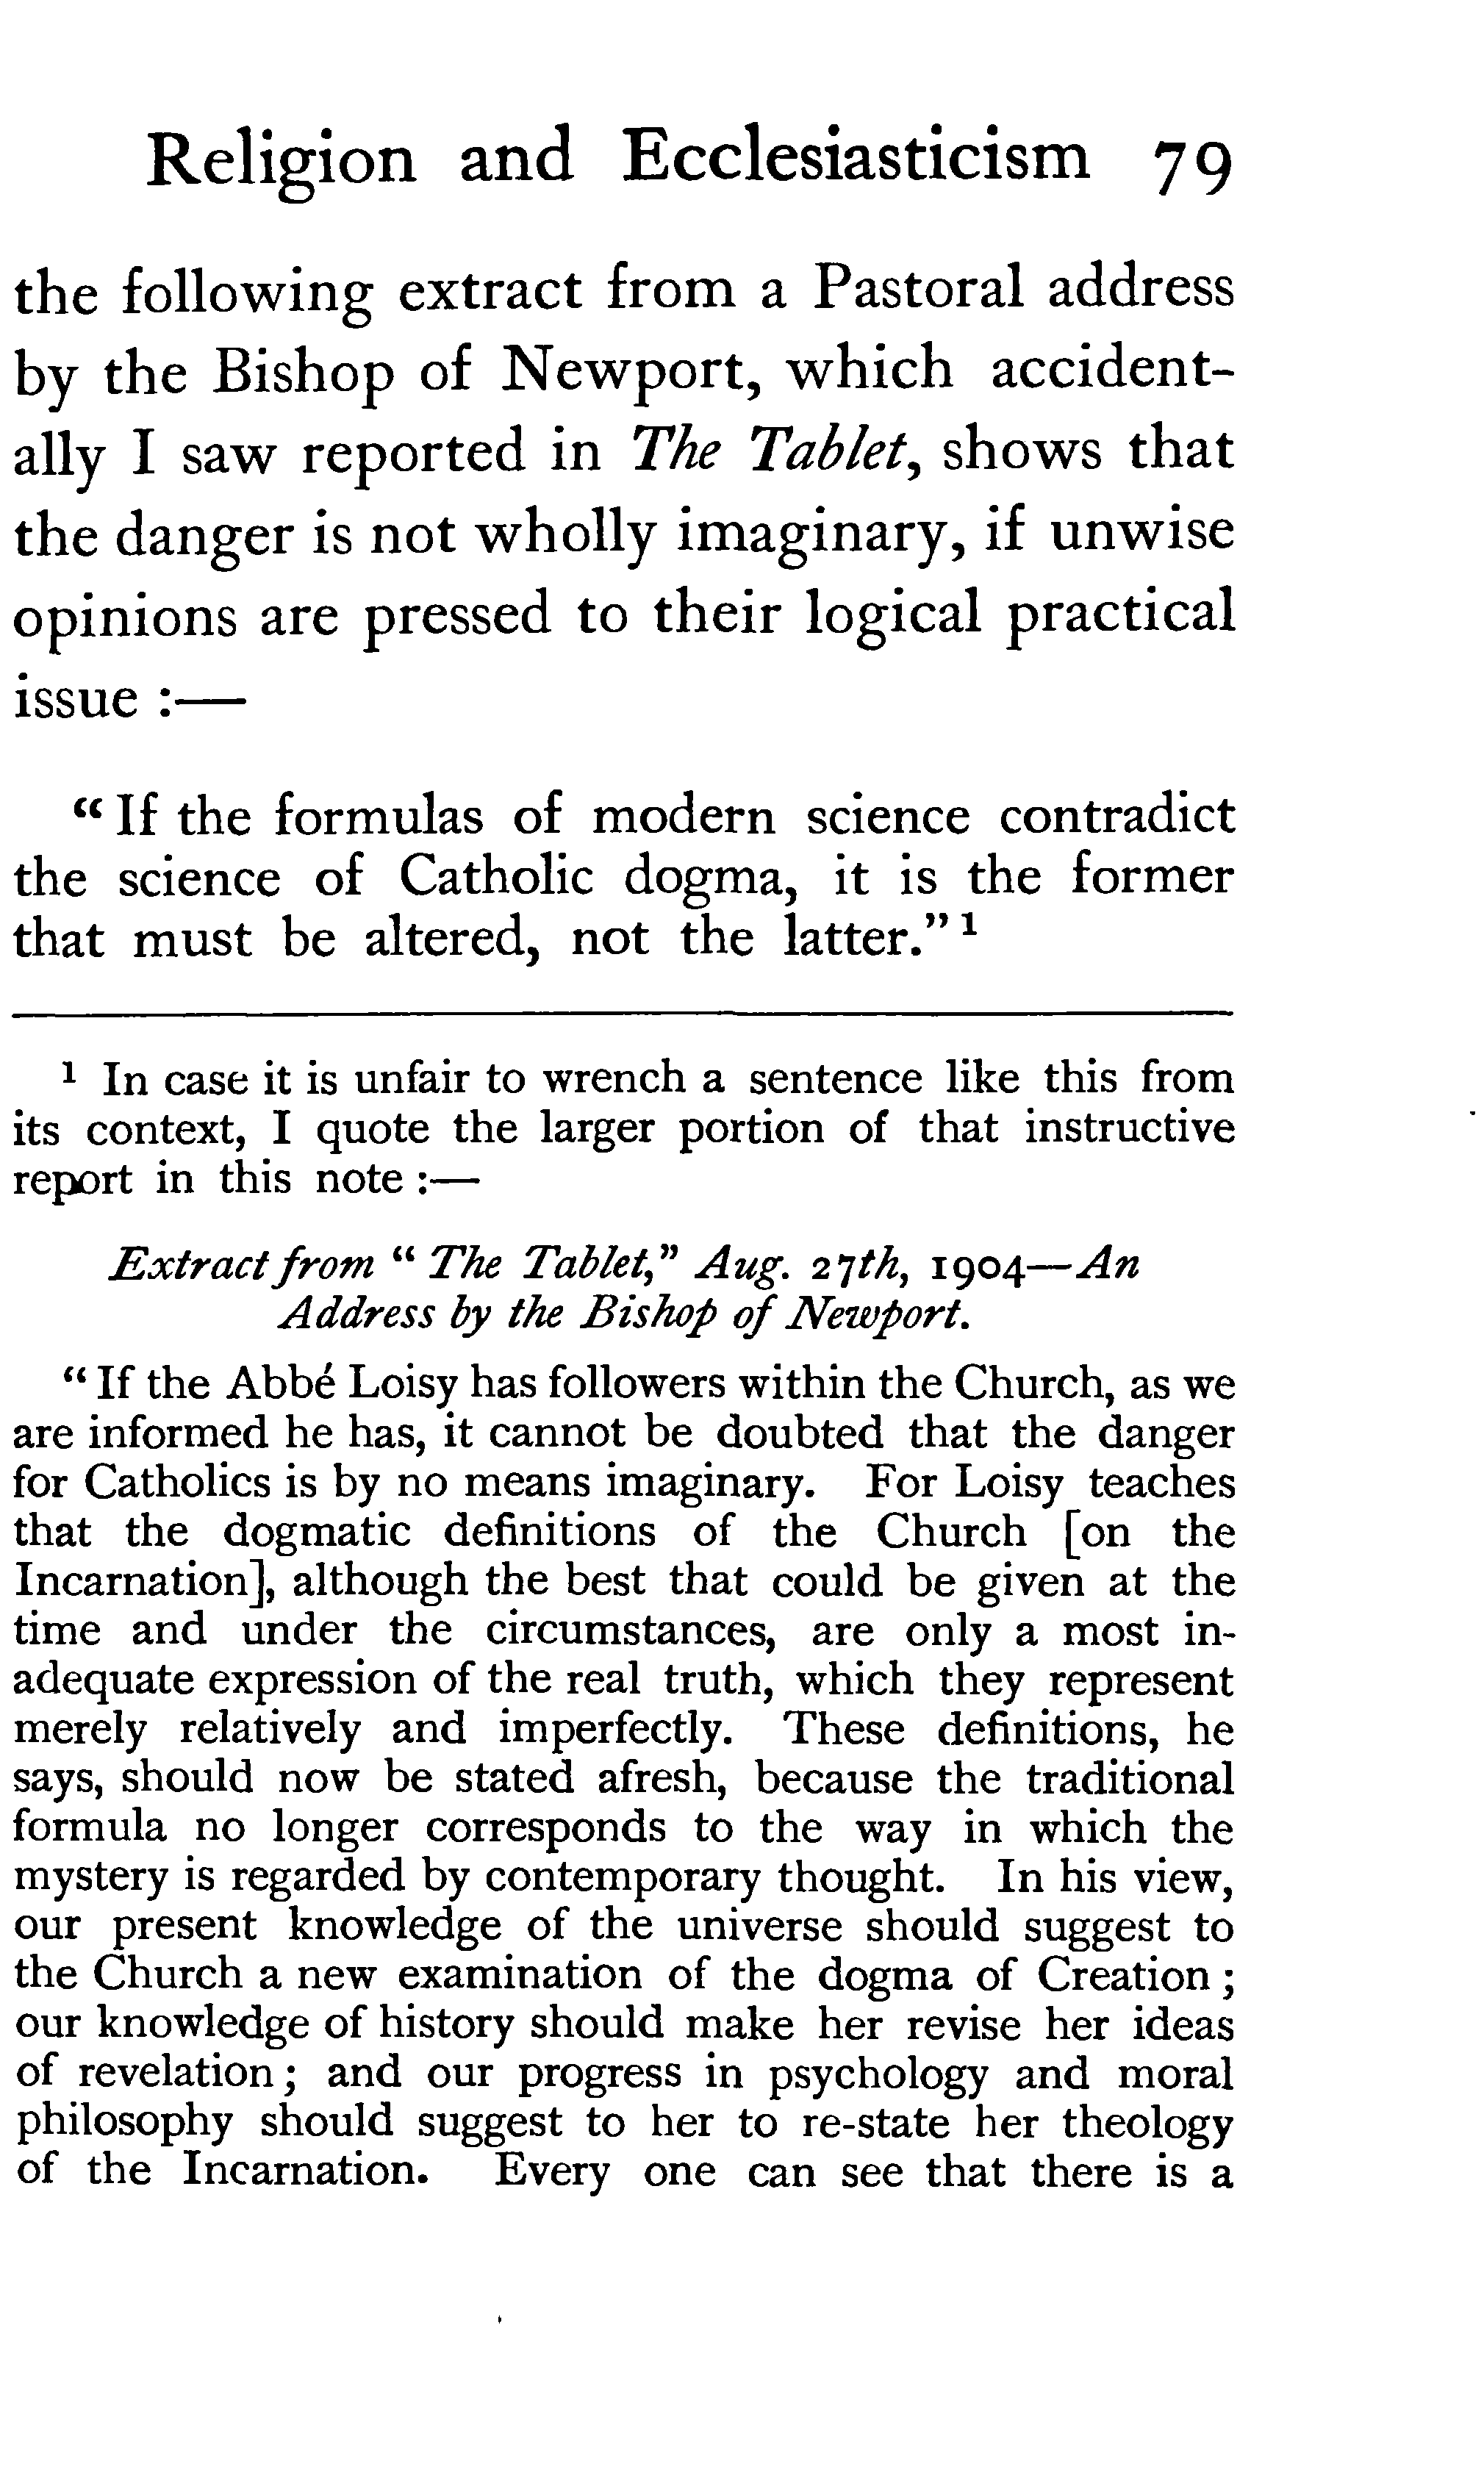 Religion and Ecclesiasticism 79
the following extract from a Pastoral address
by the Bishop of Newport, which accident-
ally I saw reported in The Tablet, shows that
the danger is not wholly imaginary, if unwise
opinions are pressed to their logical practical
issue :—
“ If the formulas of modern science contradict
the science of Catholic dogma, it is the former
that must be altered, not the latter.” ¹
¹ In case it is unfair to wrench a sentence like this from
its context, I quote the larger portion of that instructive
report in this note :—
Extract from “ The Tablet,” Aug. 27th, 1904—An
Address by the Bishop of Newport.
“ If the Abbé Loisy has followers within the Church, as we
are informed he has, it cannot be doubted that the danger
for Catholics is by no means imaginary. For Loisy teaches
that the dogmatic definitions of the Church [on the
Incarnation], although the best that could be given at the
time and under the circumstances, are only a most in-
adequate expression of the real truth, which they represent
merely relatively and imperfectly. These definitions, he
says, should now be stated afresh, because the traditional
formula no longer corresponds to the way in which the
mystery is regarded by contemporary thought. In his view,
our present knowledge of the universe should suggest to
the Church a new examination of the dogma of Creation ;
our knowledge of history should make her revise her ideas
of revelation ; and our progress in psychology and moral
philosophy should suggest to her to re-state her theology
of the Incarnation. Every one can see that there is a